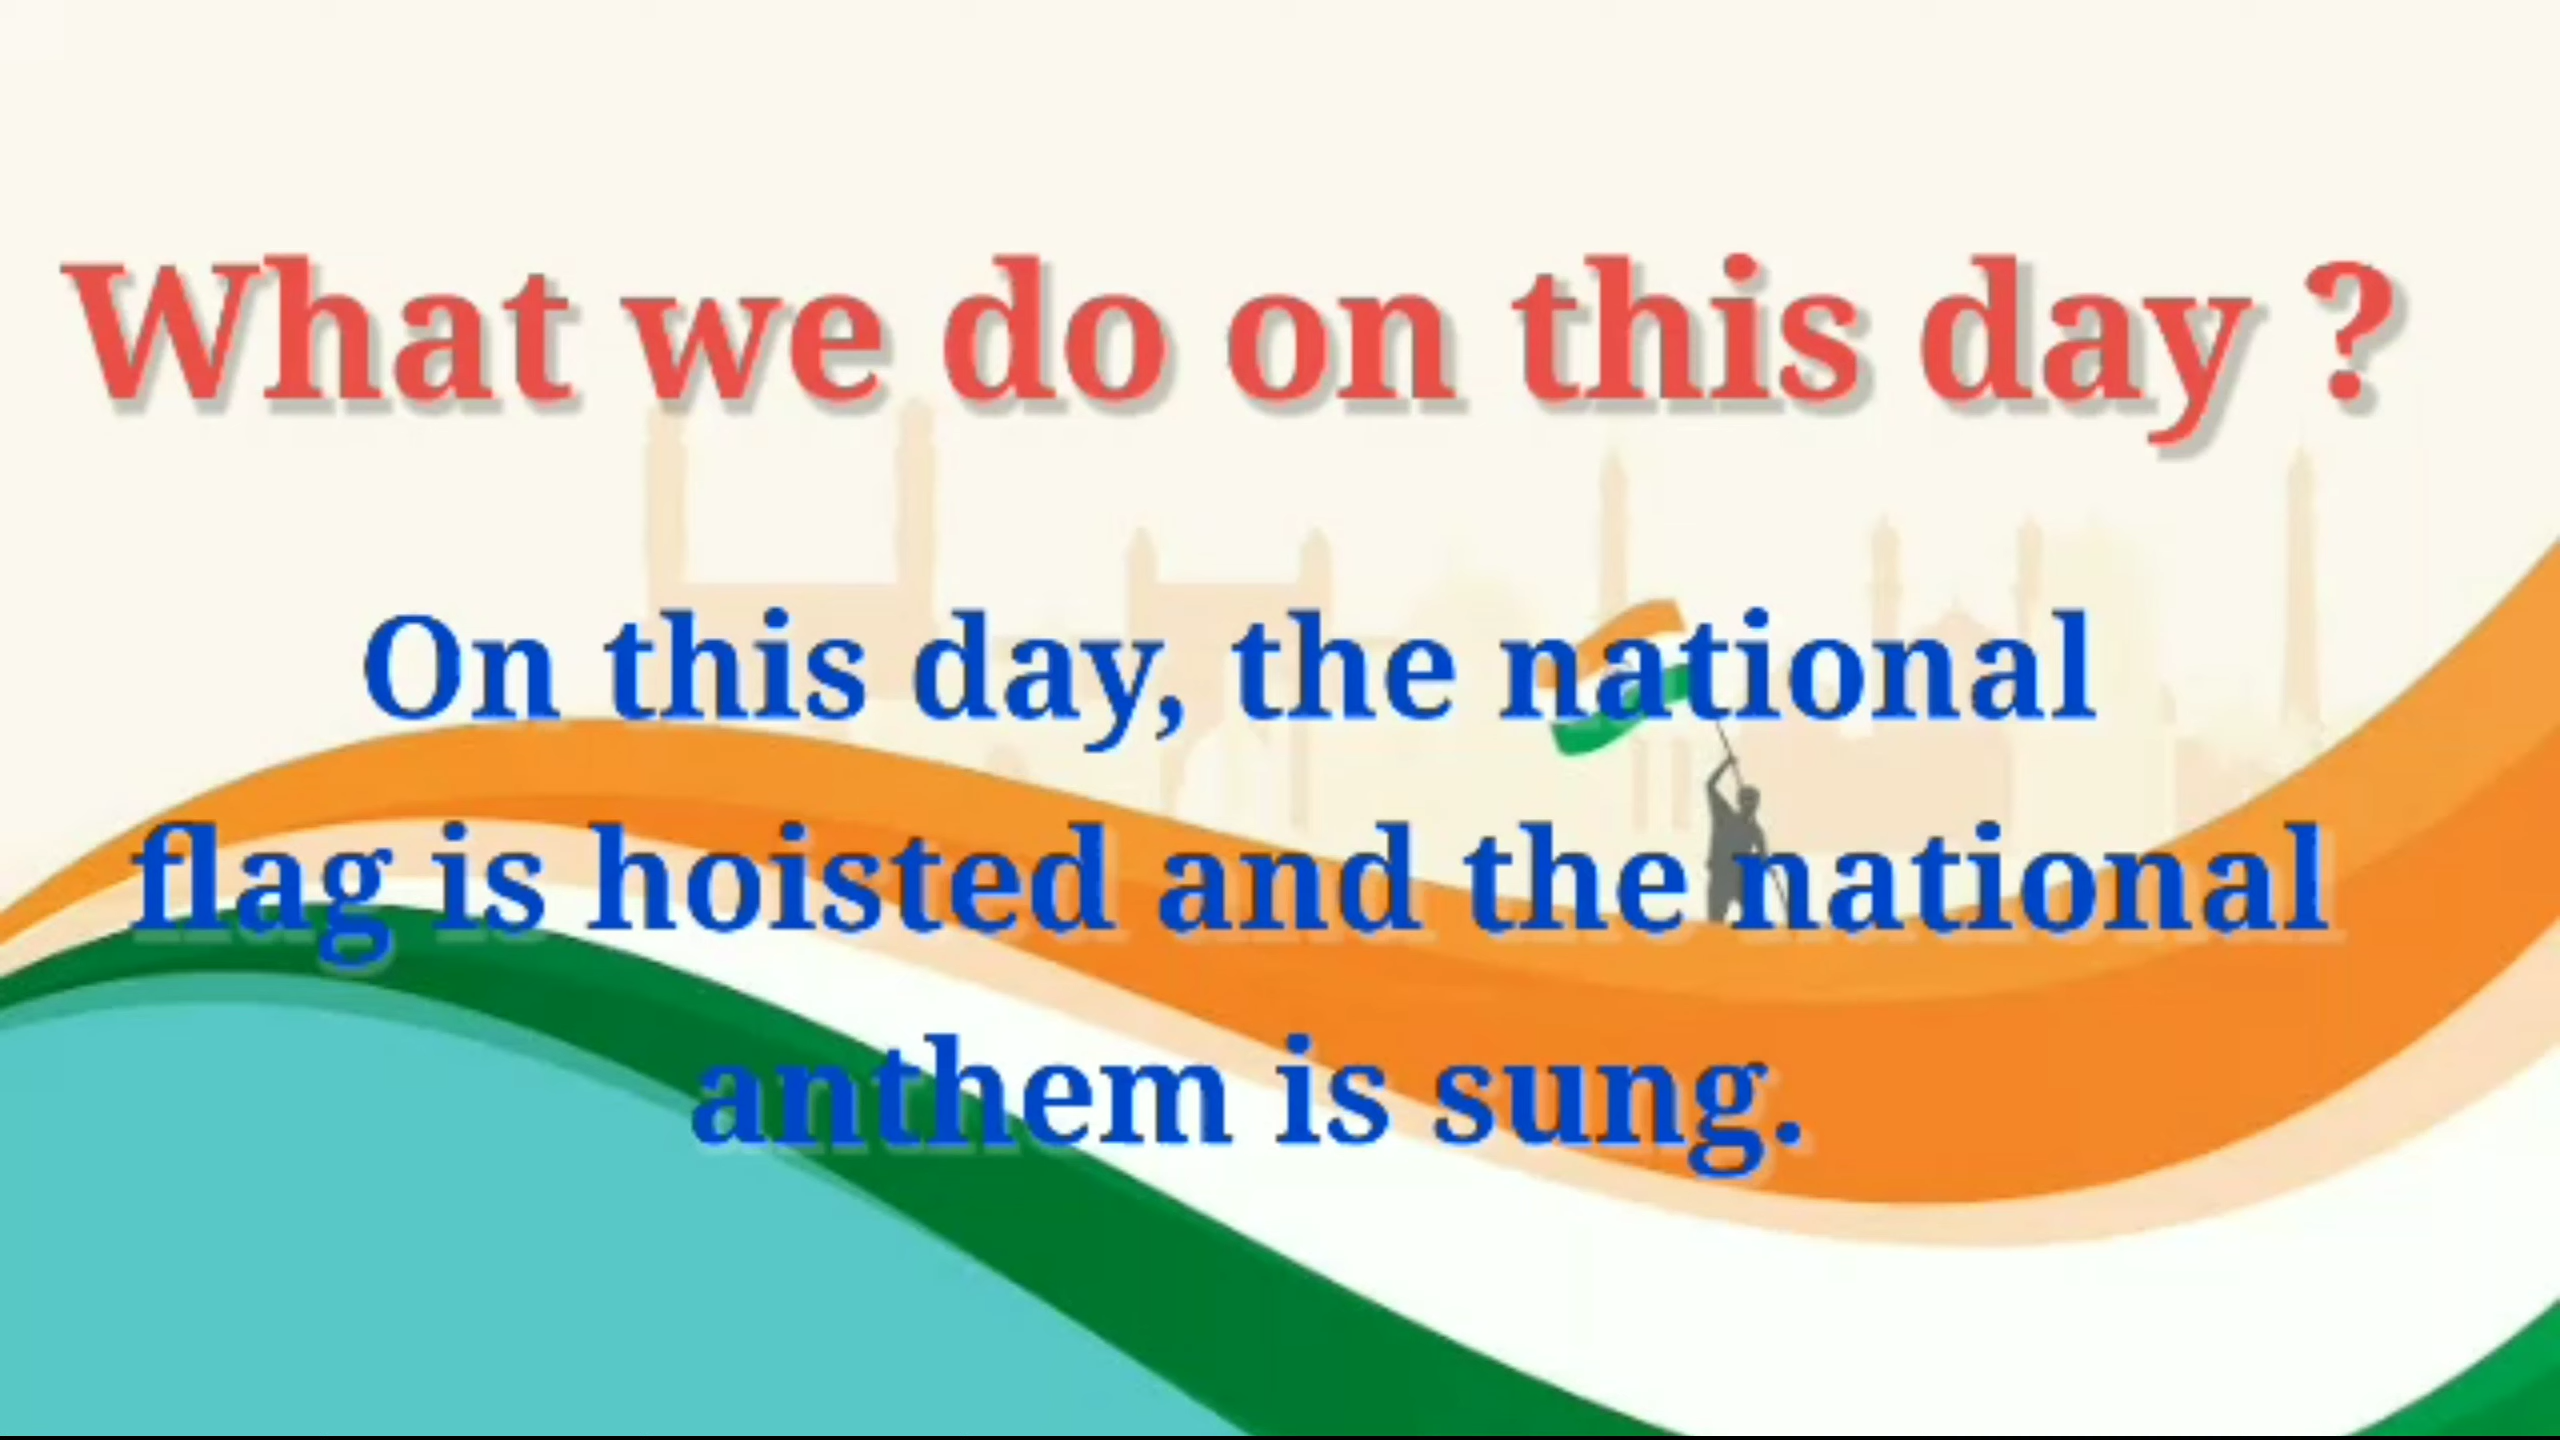 What we do on this day ?
On this day, the national
flag is hoisted and the national
anthem is sung.